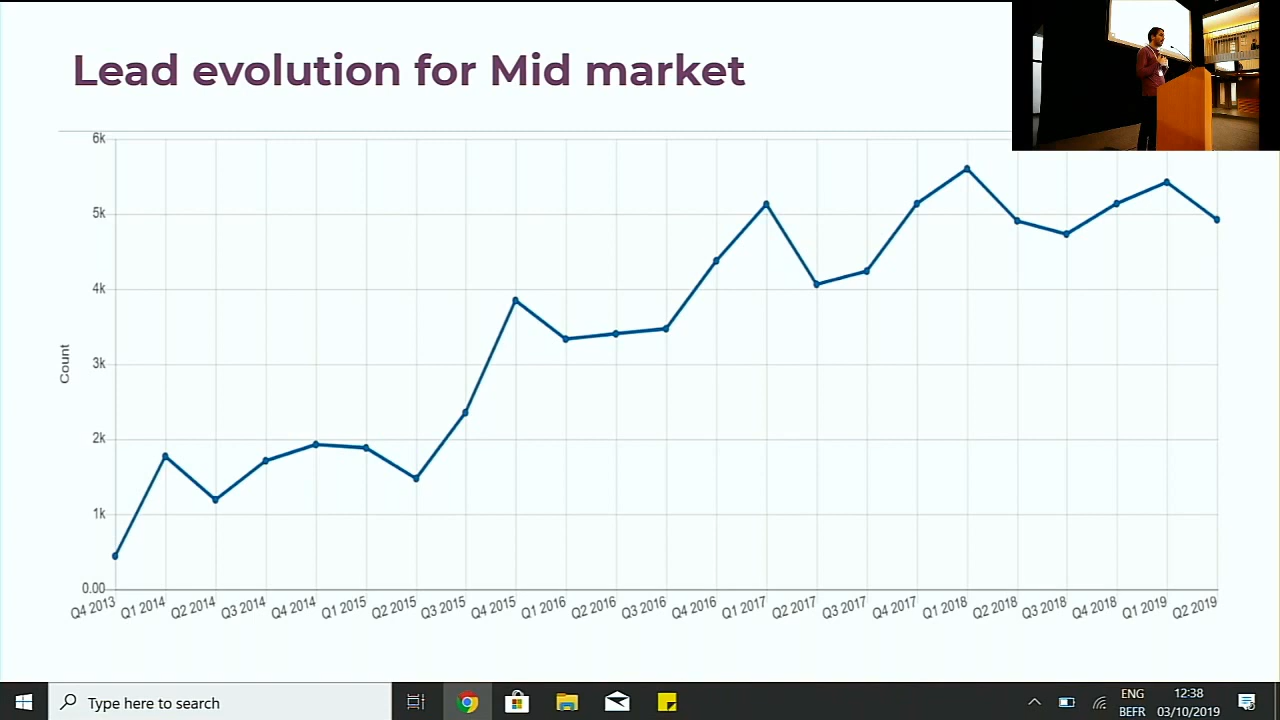 Lead evolution for Mid market
6k
5k
4k
3k
2k
1k
0.00
Count
Q4 2013 Q1 2014 Q2 2014 Q3 2014 Q4 2014 Q1 2015 Q2 2015 Q3 2015 Q4 2015 Q1 2016 Q2 2016 Q3 2016 Q4 2016 Q1 2017 Q2 2017 Q3 2017 Q4 2017 Q1 2018 Q2 2018 Q3 2018 Q4 2018 Q1 2019 Q2 2019
Type here to search
ENG 12:38
BEFR 03/10/2019